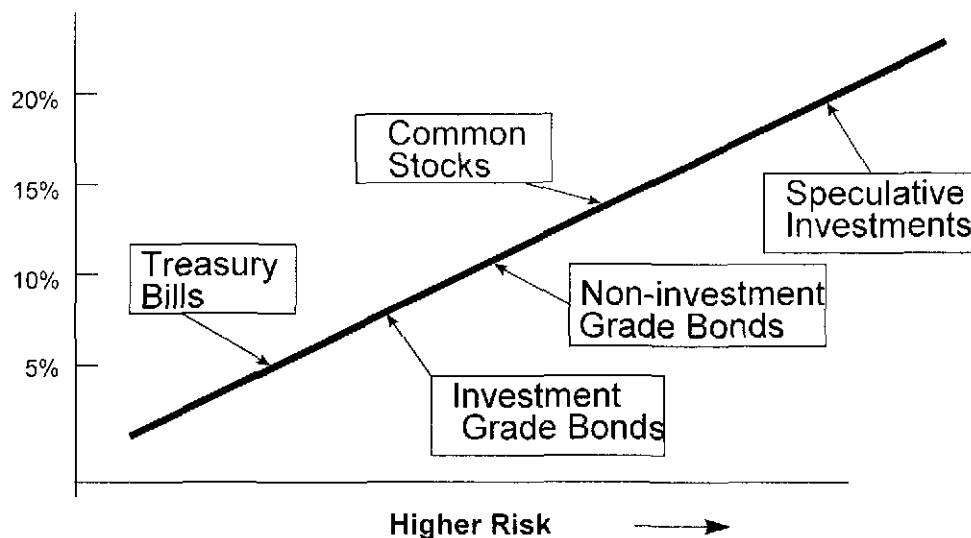 20%
15%
10%
5%
Common
Stocks
Speculative
Investments
Treasury
Bills
Non-investment
Grade Bonds
Investment
Grade Bonds
Higher Risk